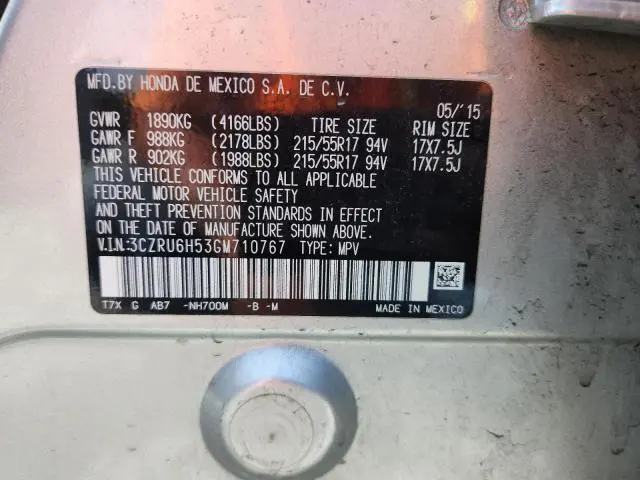 MFD.BY HONDA DE MEXICO S.A. DE C.V.
05/'15
GVWR 1890KG (4166LBS) TIRE SIZE RIM SIZE
GAWR F 988KG (2178LBS) 215/55R17 94V 17X7.5J
GAWR R 902KG (1988LBS) 215/55R17 94V 17X7.5J
THIS VEHICLE CONFORMS TO ALL APPLICABLE
FEDERAL MOTOR VEHICLE SAFETY
AND THEFT PREVENTION STANDARDS IN EFFECT
ON THE DATE OF MANUFACTURE SHOWN ABOVE.
V.I.N.:3CZRU6H53GM710767 TYPE: MPV
T7X G AB7 -NH700M -B -M MADE IN MEXICO